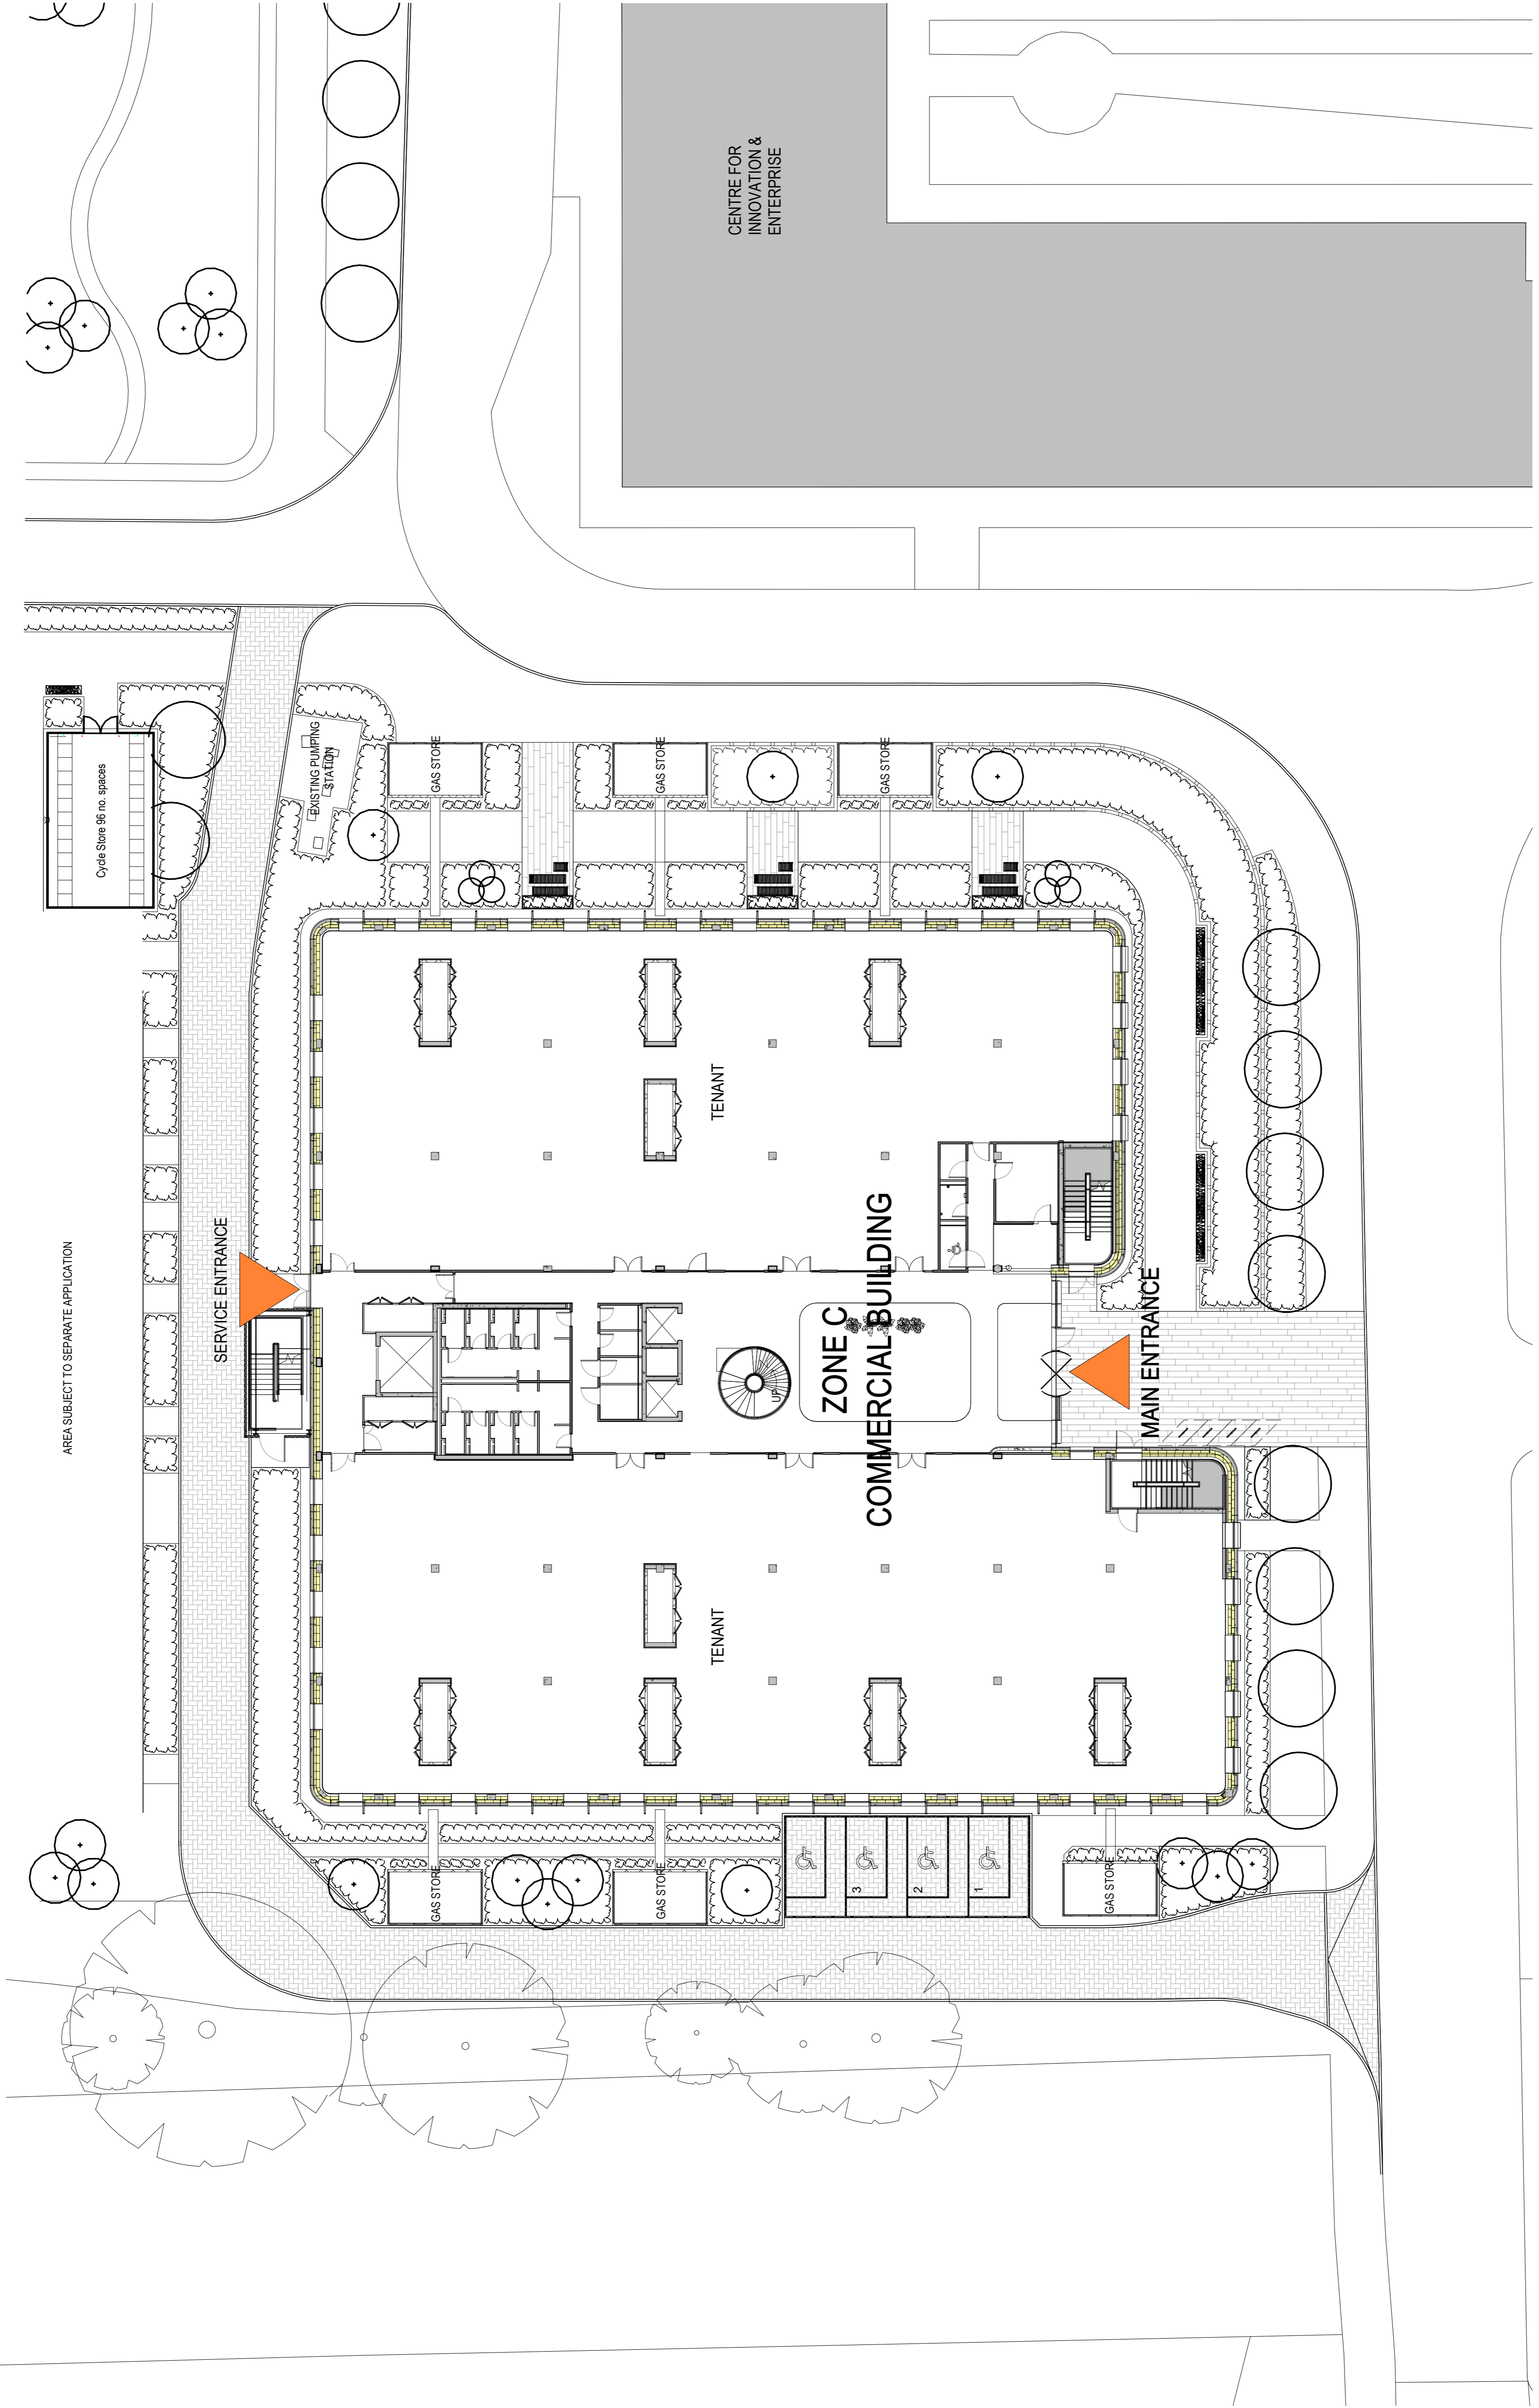 CENTRE FOR
INNOVATION &
ENTERPRISE
Cycle Store 96 no. spaces
EXISTING PUMPING
STATION
GAS STORE
GAS STORE
GAS STORE
TENANT
AREA SUBJECT TO SEPARATE APPLICATION
SERVICE ENTRANCE
ZONE C
COMMERCIAL BUILDING
UP
MAIN ENTRANCE
TENANT
3
2
1
GAS STORE
GAS STORE
GAS STORE